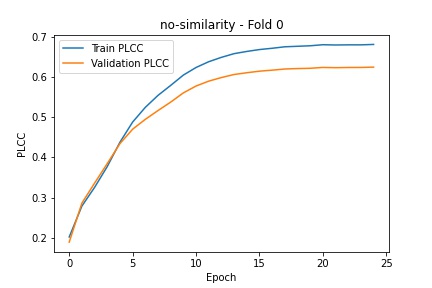 no-similarity - Fold 0
Train PLCC
Validation PLCC
PLCC
0.7
0.6
0.5
0.4
0.3
0.2
0 5 10 15 20 25
Epoch